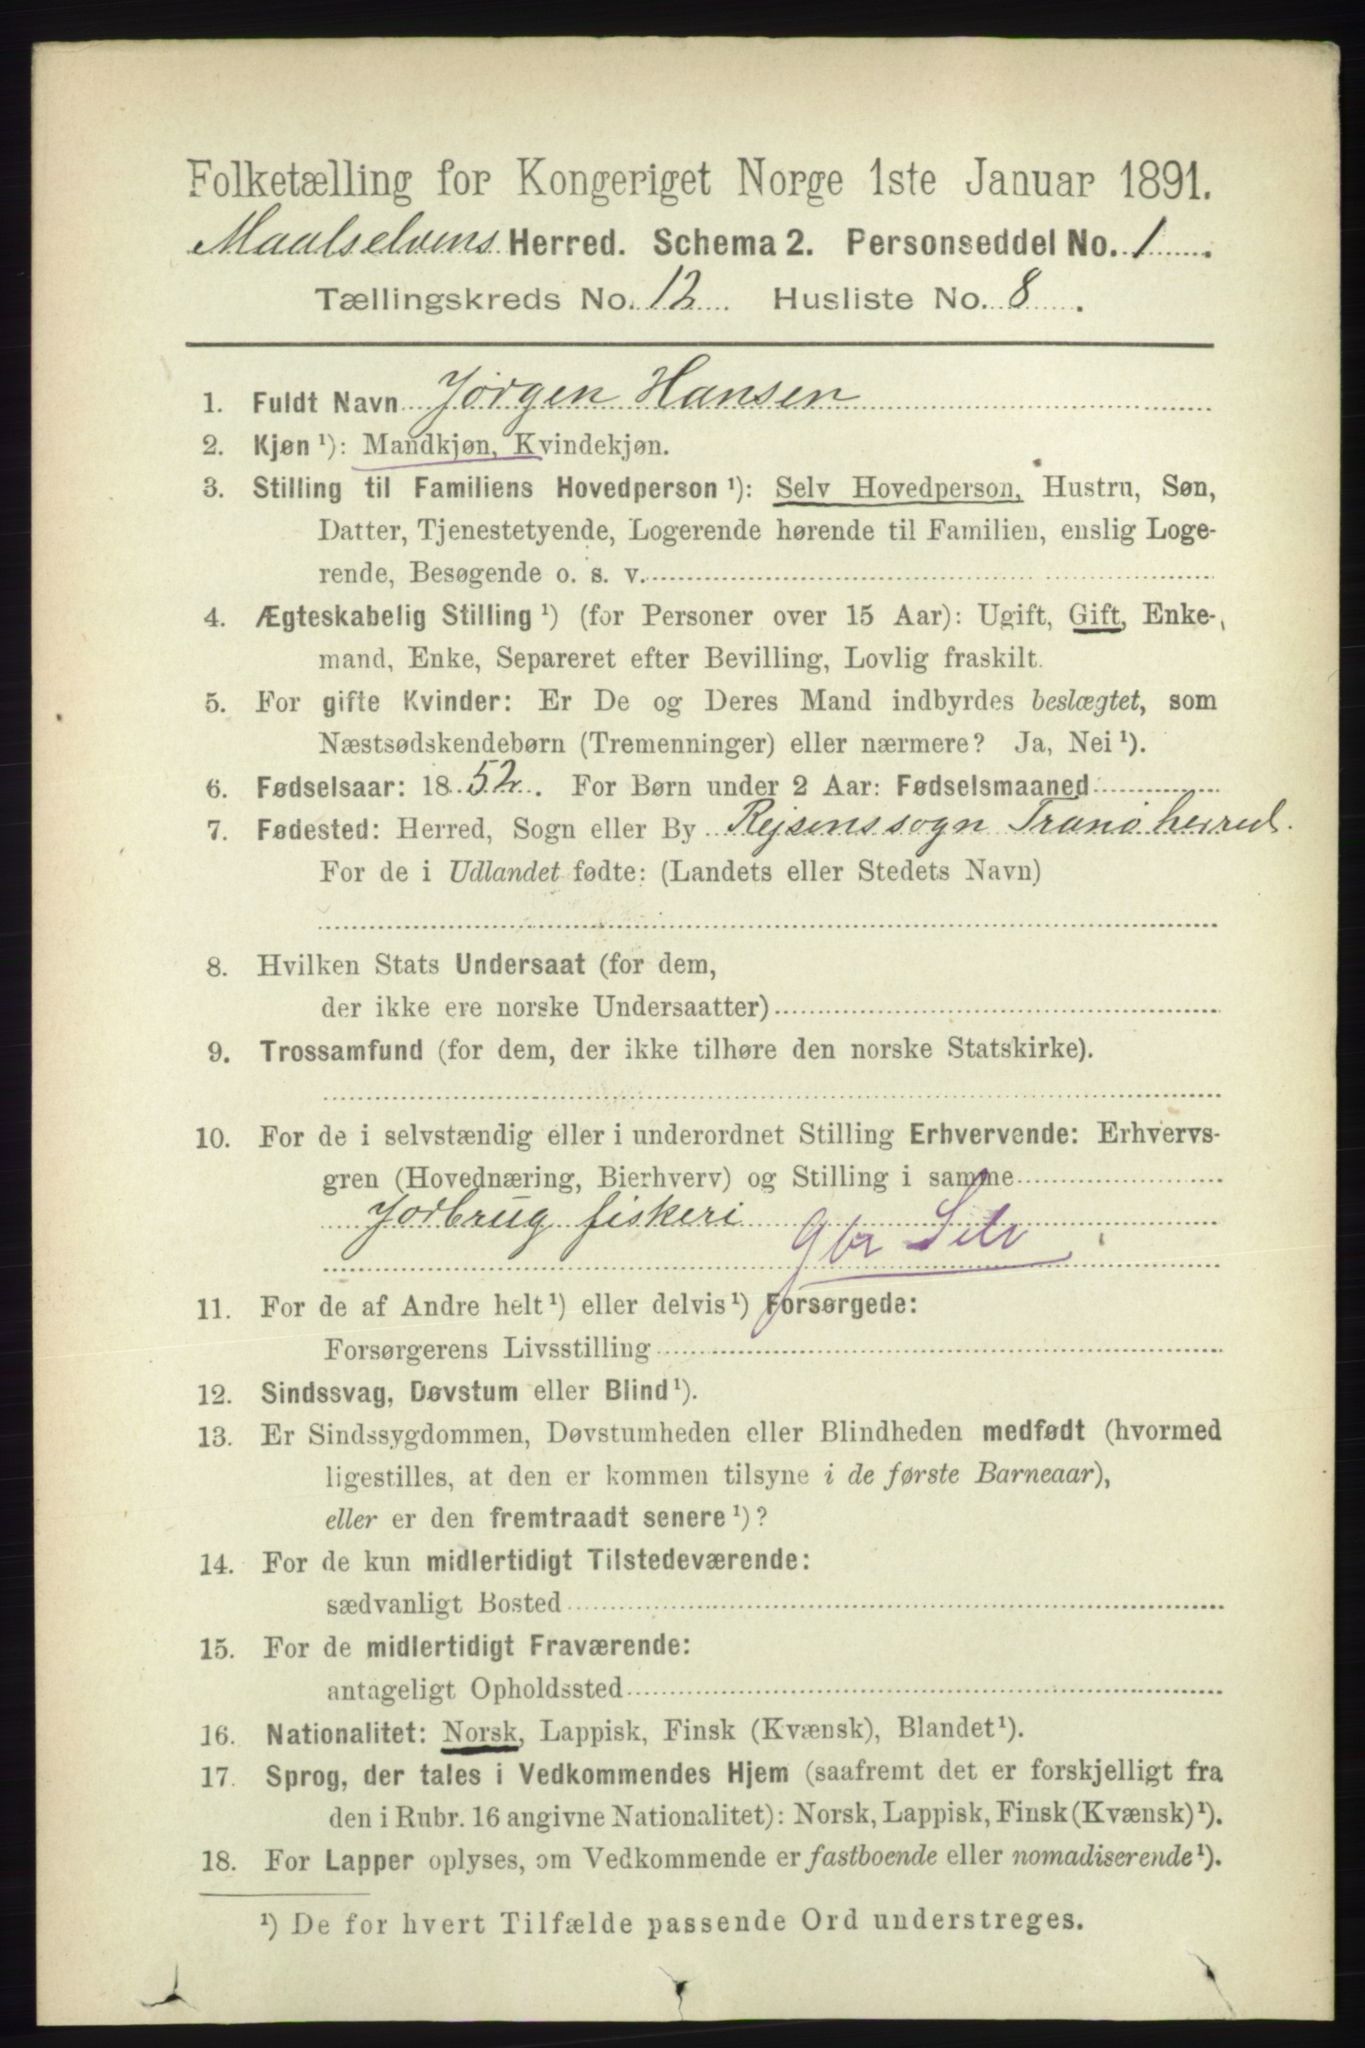 Folketælling for Kongeriget Norge 1ste Januar 1891.
Maalselvens Herred. Schema 2. Personseddel No. 1.
Tællingskreds No. 12. Husliste No. 8.
1. Fuldt Navn Jørgen Hansen
2. Kjøn ¹): Mandkjøn, Kvindekjøn.
3. Stilling til Familiens Hovedperson ¹): Selv Hovedperson, Hustru, Søn,
Datter, Tjenestetyende, Logerende hørende til Familien, enslig Loge-
rende, Besøgende o. s. v.
4. Ægteskabelig Stilling ¹) (for Personer over 15 Aar): Ugift, Gift, Enke-
mand, Enke, Separeret efter Bevilling, Lovlig fraskilt.
5. For gifte Kvinder: Er De og Deres Mand indbyrdes beslægtet, som
Næstsødskendebørn (Tremenninger) eller nærmere? Ja, Nei ¹).
6. Fødselsaar: 1852. For Børn under 2 Aar: Fødselsmaaned
7. Fødested: Herred, Sogn eller By Rejsens sogn Tranø herred.
For de i Udlandet fødte: (Landets eller Stedets Navn)
8. Hvilken Stats Undersaat (for dem,
der ikke ere norske Undersaatter)
9. Trossamfund (for dem, der ikke tilhøre den norske Statskirke).
10. For de i selvstændig eller i underordnet Stilling Erhvervende: Erhvervs-
gren (Hovednæring, Bierhverv) og Stilling i samme
Jorbrug fiskeri
Gbr Selv
11. For de af Andre helt ¹) eller delvis ¹) Forsørgede:
Forsørgerens Livsstilling
12. Sindssvag, Døvstum eller Blind ¹).
13. Er Sindssygdommen, Døvstumheden eller Blindheden medfødt (hvormed
ligestilles, at den er kommen tilsyne i de første Barneaar),
eller er den fremtraadt senere ¹)?
14. For de kun midlertidigt Tilstedeværende:
sædvanligt Bosted
15. For de midlertidigt Fraværende:
antageligt Opholdssted
16. Nationalitet: Norsk, Lappisk, Finsk (Kvænsk), Blandet ¹).
17. Sprog, der tales i Vedkommendes Hjem (saafremt det er forskjelligt fra
den i Rubr. 16 angivne Nationalitet): Norsk, Lappisk, Finsk (Kvænsk) ¹).
18. For Lapper oplyses, om Vedkommende er fastboende eller nomadiserende ¹).
¹) De for hvert Tilfælde passende Ord understreges.